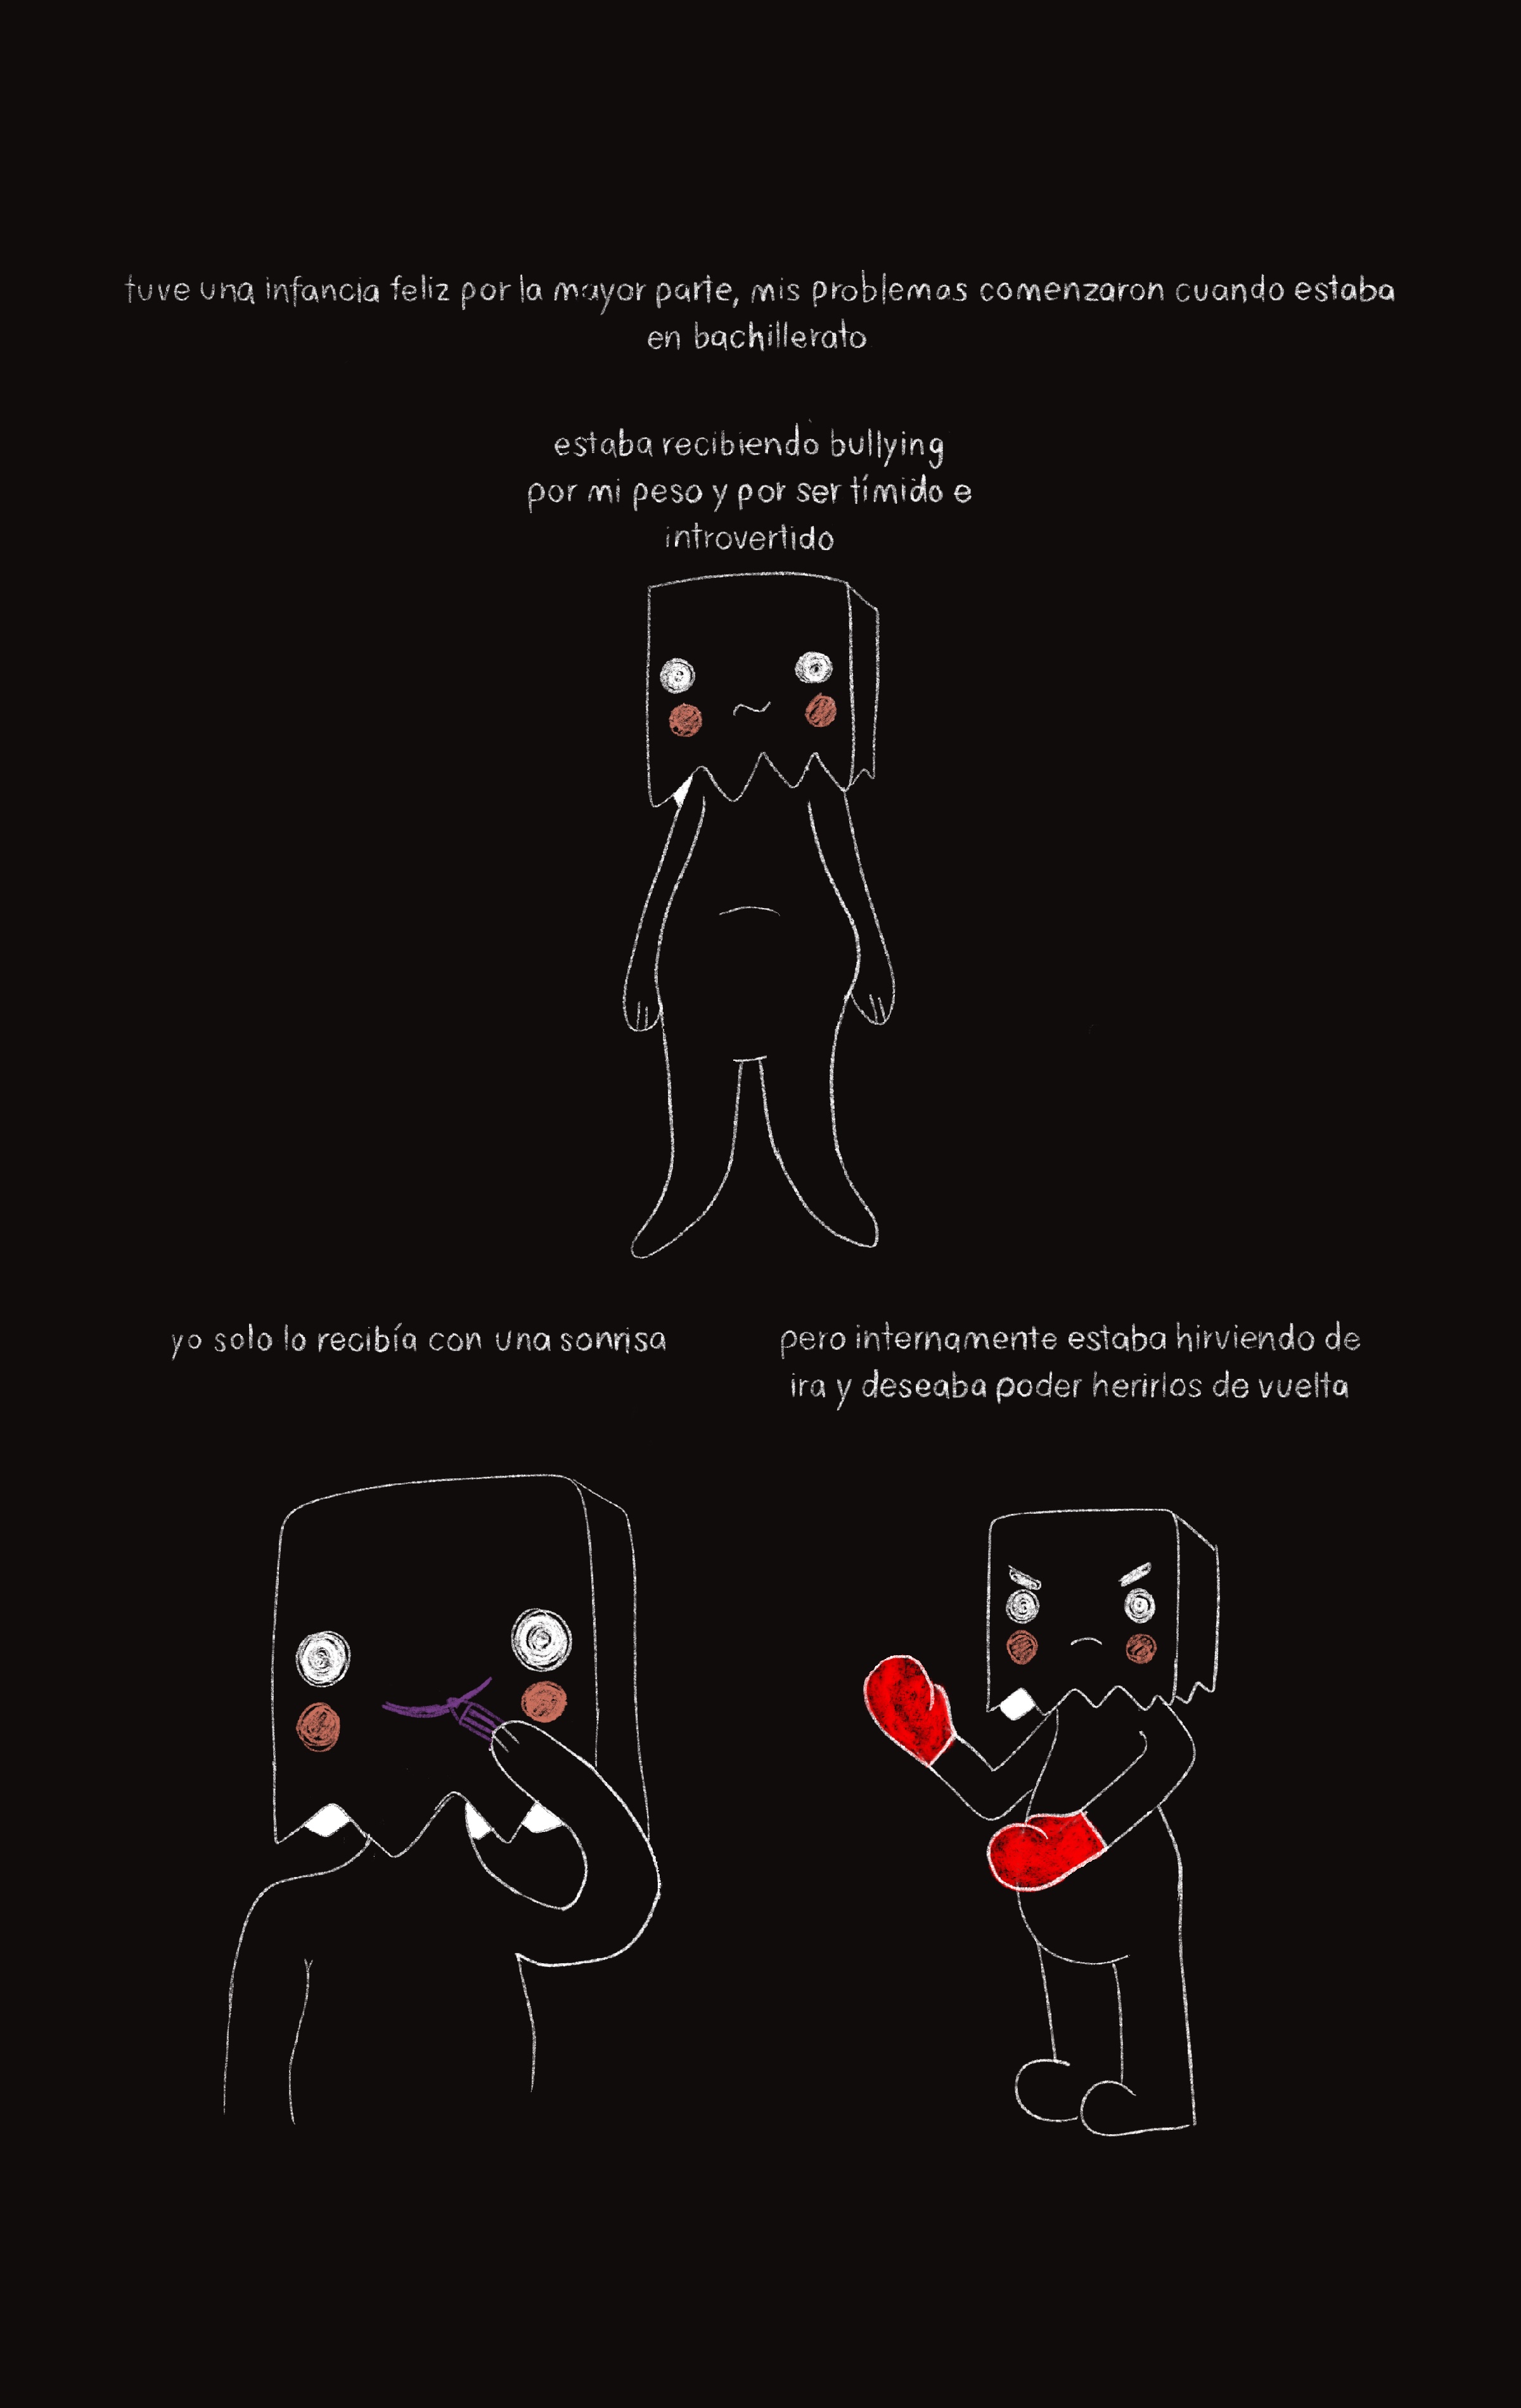 tuve una infancia feliz por la mayor parte, mis problemas comenzaron cuando estaba
en bachillerato
estaba recibiendo bullying
por mi peso y por ser tímido e
introvertido
yo solo lo recibía con una sonrisa
pero internamente estaba hirviendo de
ira y deseaba poder herirlos de vuelta